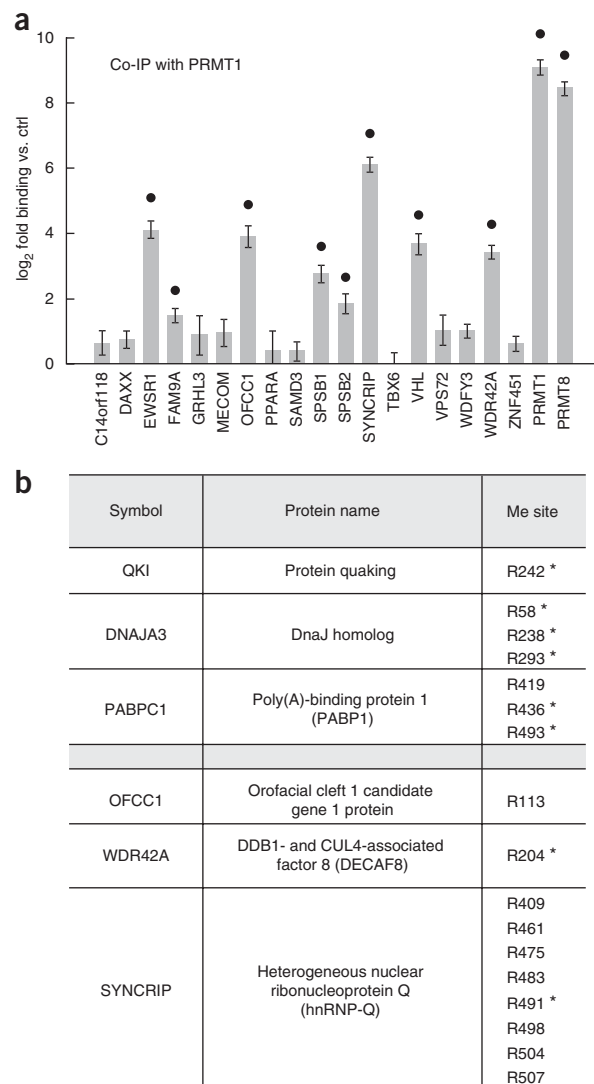 a
Co-IP with PRMT1
log2 fold binding vs. ctrl
10
8
6
4
2
0
C14orf118
DAXX
EWSR1
FAM9A
GRHL3
MECOM
OFCC1
PPARA
SAMD3
SPSB1
SPSB2
SYNCRIP
TBX6
VHL
VPS72
WDFY3
WDR42A
ZNF451
PRMT1
PRMT8
b
Symbol Protein name Me site
QKI Protein quaking R242 *
DNAJA3 DnaJ homolog
R58 *
R238 *
R293 *
PABPC1
Poly(A)-binding protein 1
(PABP1)
R419
R436 *
R493 *
OFCC1
Orofacial cleft 1 candidate
gene 1 protein
R113
WDR42A
DDB1- and CUL4-associated
factor 8 (DECAF8)
R204 *
SYNCRIP
Heterogeneous nuclear
ribonucleoprotein Q
(hnRNP-Q)
R409
R461
R475
R483
R491 *
R498
R504
R507